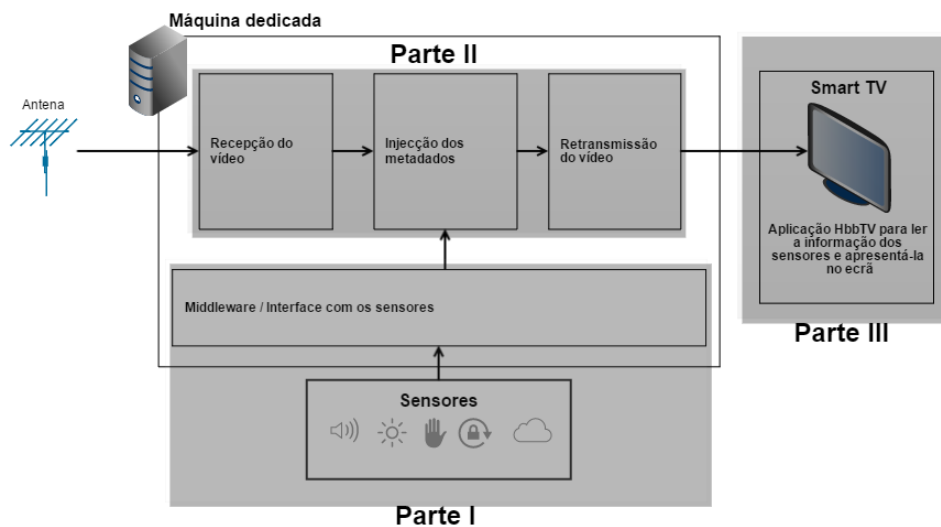 Máquina dedicada
Parte II
Antena
Recepção do
vídeo
Injecção dos
metadados
Retransmissão
do vídeo
Smart TV
Aplicação HbbTV para ler
a informação dos
sensores e apresentá-la
no ecrã
Parte III
Middleware / Interface com os sensores
Sensores
Parte I